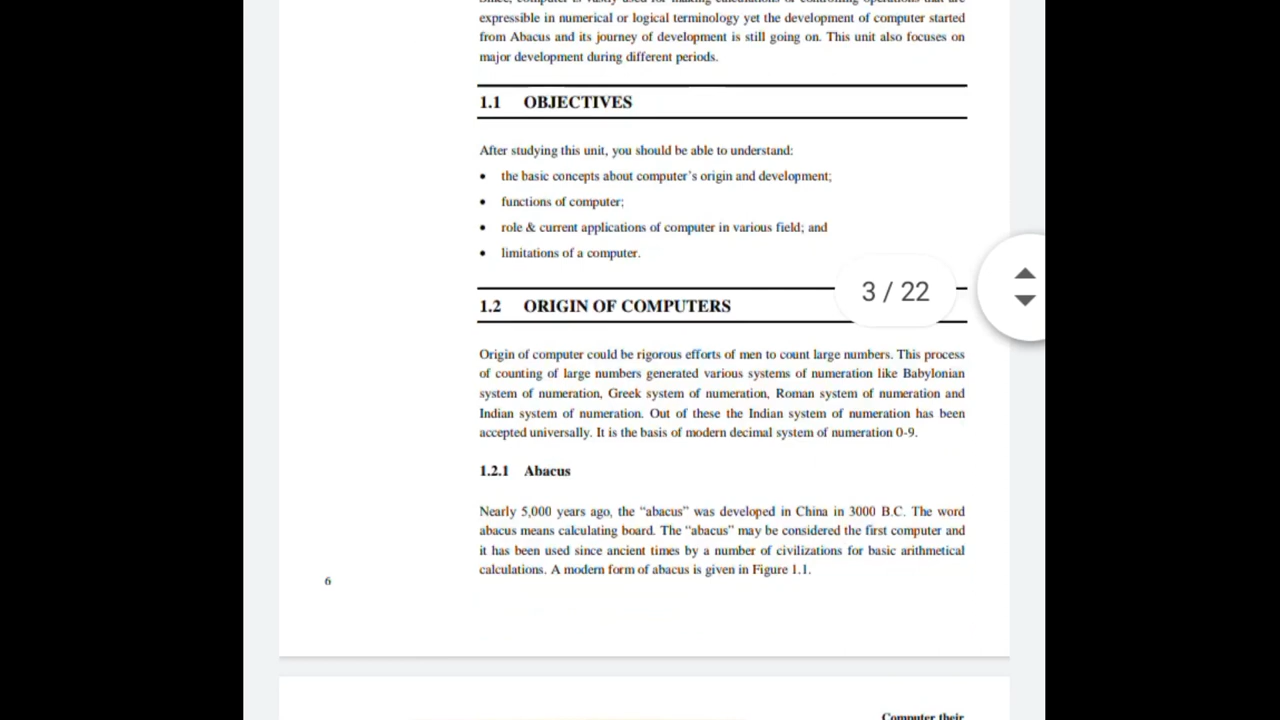 expressible in numerical or logical terminology yet the development of computer started
from Abacus and its journey of development is still going on. This unit also focuses on
major development during different periods.
1.1 OBJECTIVES
After studying this unit, you should be able to understand:
• the basic concepts about computer's origin and development;
• functions of computer;
• role & current applications of computer in various field; and
• limitations of a computer.
3 / 22
1.2 ORIGIN OF COMPUTERS
Origin of computer could be rigorous efforts of men to count large numbers. This process
of counting of large numbers generated various systems of numeration like Babylonian
system of numeration, Greek system of numeration, Roman system of numeration and
Indian system of numeration. Out of these the Indian system of numeration has been
accepted universally. It is the basis of modern decimal system of numeration 0-9.
1.2.1 Abacus
Nearly 5,000 years ago, the "abacus" was developed in China in 3000 B.C. The word
abacus means calculating board. The "abacus" may be considered the first computer and
it has been used since ancient times by a number of civilizations for basic arithmetical
calculations. A modern form of abacus is given in Figure 1.1.
6
Computer their